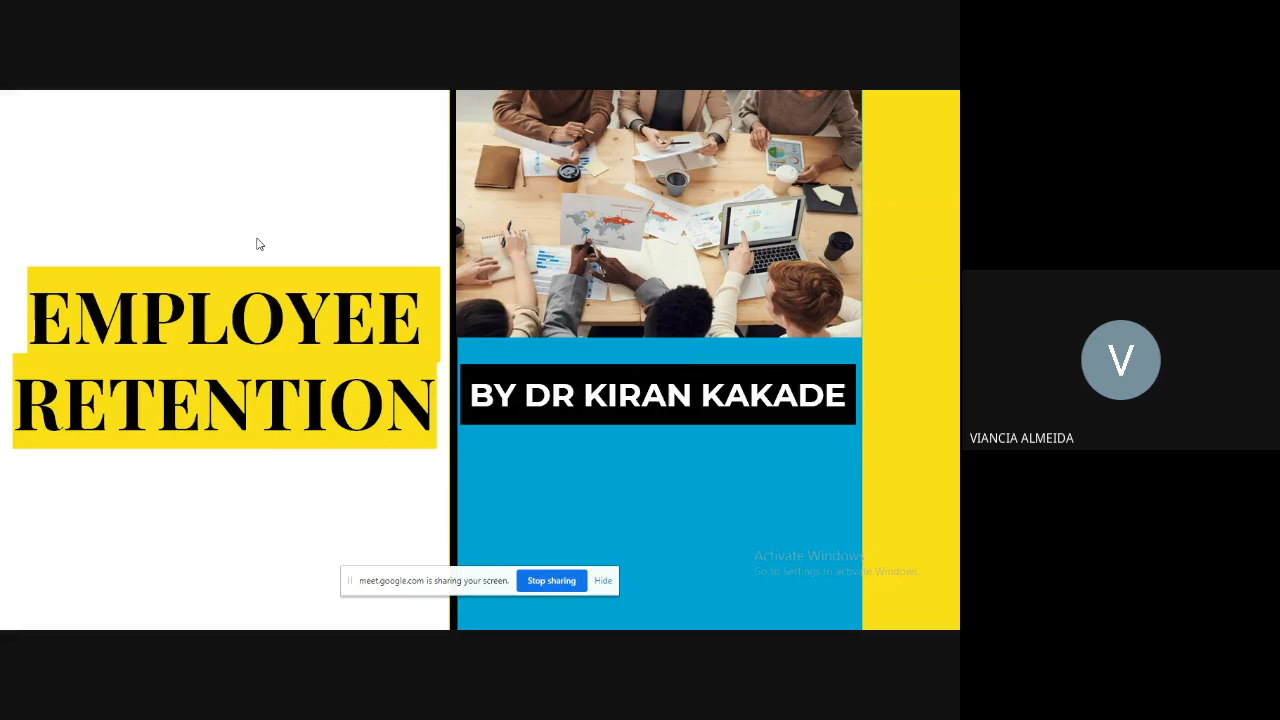 EMPLOYEE
RETENTION
BY DR KIRAN KAKADE
Activate Windows
Go to Settings to activate Windows.
meet.google.com is sharing your screen.
Stop sharing
Hide
V
VIANCIA ALMEIDA